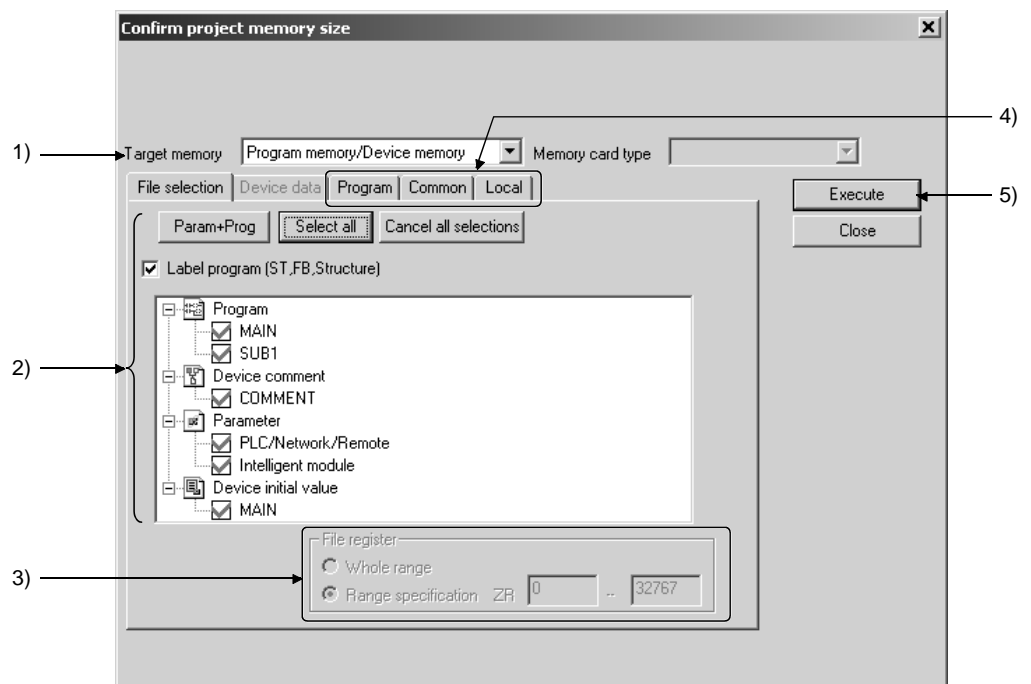 Confirm project memory size
4)
1)
Target memory Program memory/Device memory Memory card type
File selection Device data Program Common Local
Execute
5)
Param+Prog Select all Cancel all selections
Close
Label program (ST,FB,Structure)
Program
MAIN
SUB1
2)
Device comment
COMMENT
Parameter
PLC/Network/Remote
Intelligent module
Device initial value
MAIN
File register
3)
Whole range
Range specification ZR 0 .. 32767